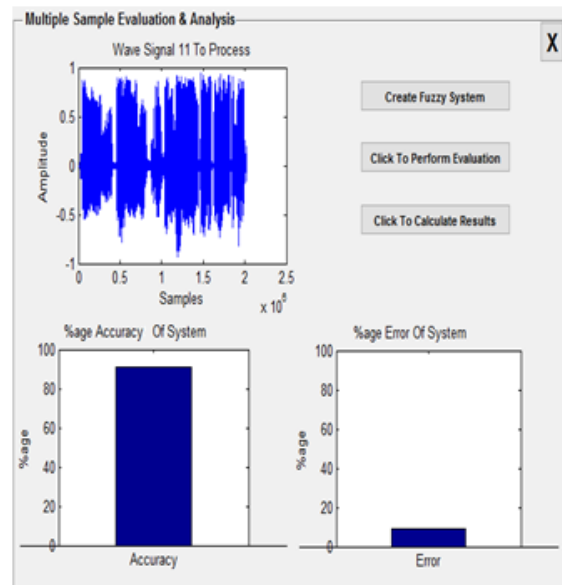 Multiple Sample Evaluation & Analysis
X
Wave Signal 11 To Process
1
0.5
0
-0.5
-1
Amplitude
0 0.5 1 1.5 2 2.5
Samples
x 10^5
Create Fuzzy System
Click To Perform Evaluation
Click To Calculate Results
%age Accuracy Of System
100
80
60
40
20
0
%age
Accuracy
%age Error Of System
100
80
60
40
20
0
%age
Error